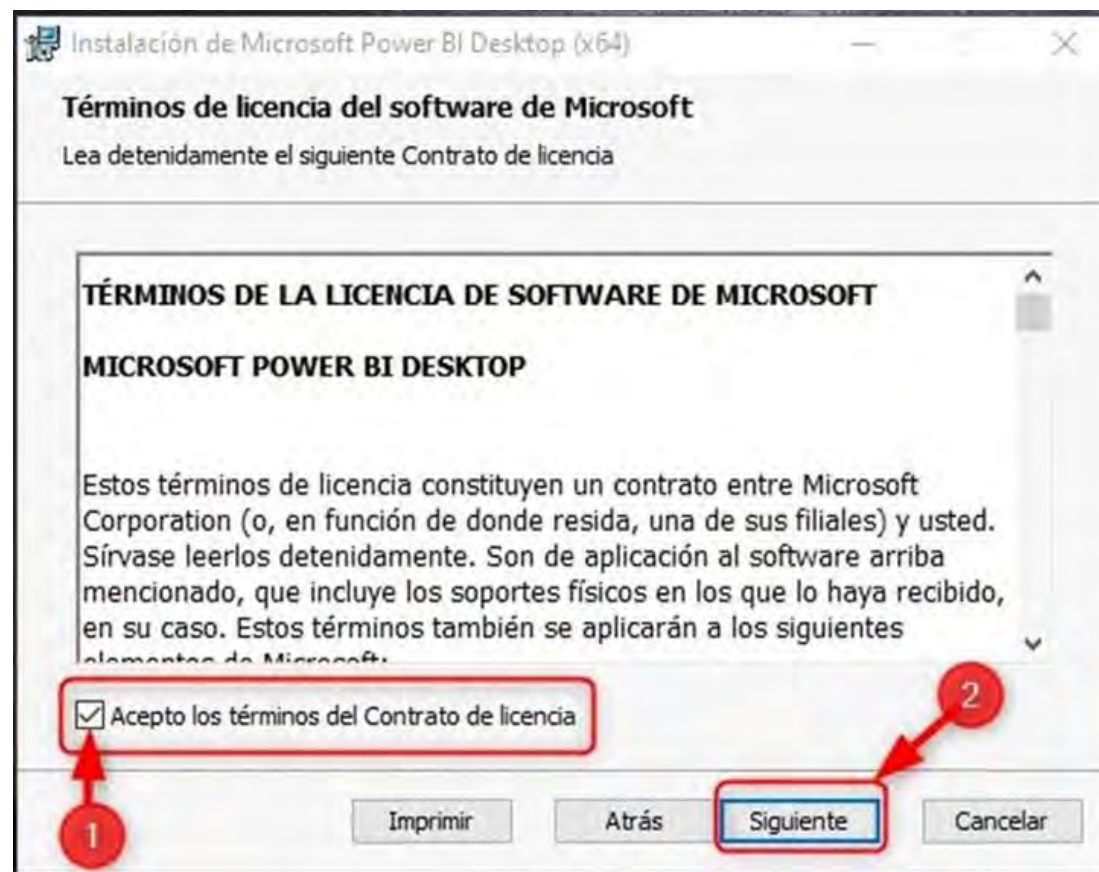 Instalación de Microsoft Power BI Desktop (x64)
Términos de licencia del software de Microsoft
Lea detenidamente el siguiente Contrato de licencia
TÉRMINOS DE LA LICENCIA DE SOFTWARE DE MICROSOFT
MICROSOFT POWER BI DESKTOP
Estos términos de licencia constituyen un contrato entre Microsoft
Corporation (o, en función de donde resida, una de sus filiales) y usted.
Sírvase leerlos detenidamente. Son de aplicación al software arriba
mencionado, que incluye los soportes físicos en los que lo haya recibido,
en su caso. Estos términos también se aplicarán a los siguientes
elementos de Microsoft:
Acepto los términos del Contrato de licencia
2
1
Imprimir Atrás Siguiente Cancelar